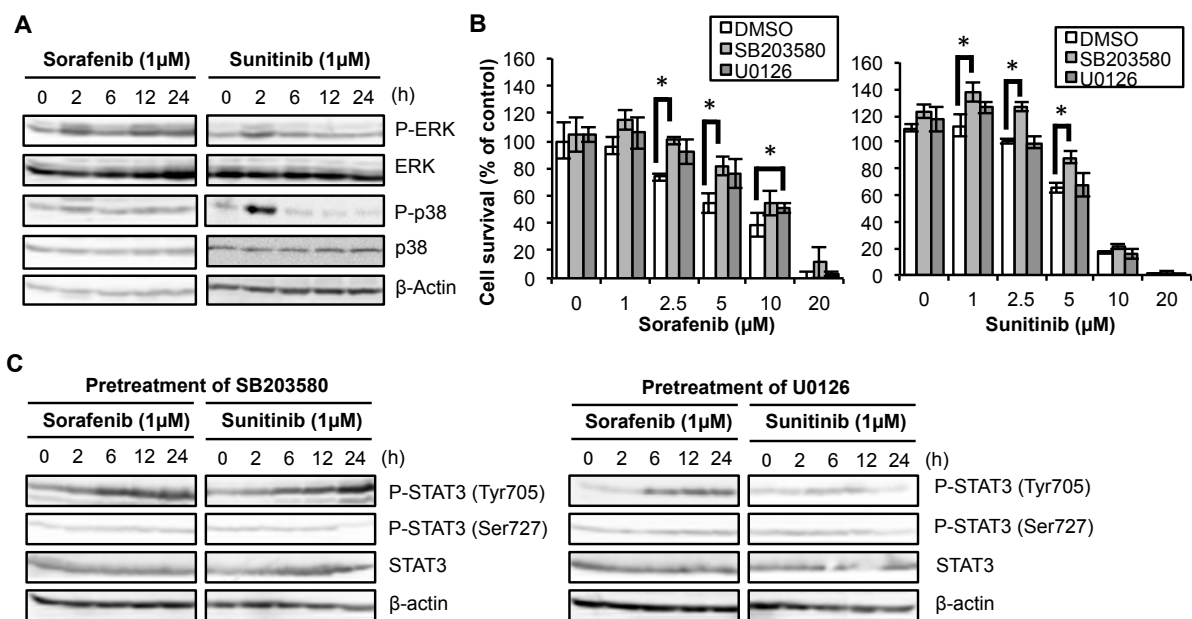 A
Sorafenib (1µM) Sunitinib (1µM)
0 2 6 12 24 0 2 6 12 24 (h)
P-ERK
ERK
P-p38
p38
β-Actin
B
Cell survival (% of control)
DMSO
SB203580
U0126
160
140
120
100
80
60
40
20
0
* * *
0 1 2.5 5 10 20
Sorafenib (µM)
DMSO
SB203580
U0126
160
140
120
100
80
60
40
20
0
* * *
0 1 2.5 5 10 20
Sunitinib (µM)
C
Pretreatment of SB203580
Sorafenib (1µM) Sunitinib (1µM)
0 2 6 12 24 0 2 6 12 24 (h)
P-STAT3 (Tyr705)
P-STAT3 (Ser727)
STAT3
β-actin
Pretreatment of U0126
Sorafenib (1µM) Sunitinib (1µM)
0 2 6 12 24 0 2 6 12 24 (h)
P-STAT3 (Tyr705)
P-STAT3 (Ser727)
STAT3
β-actin